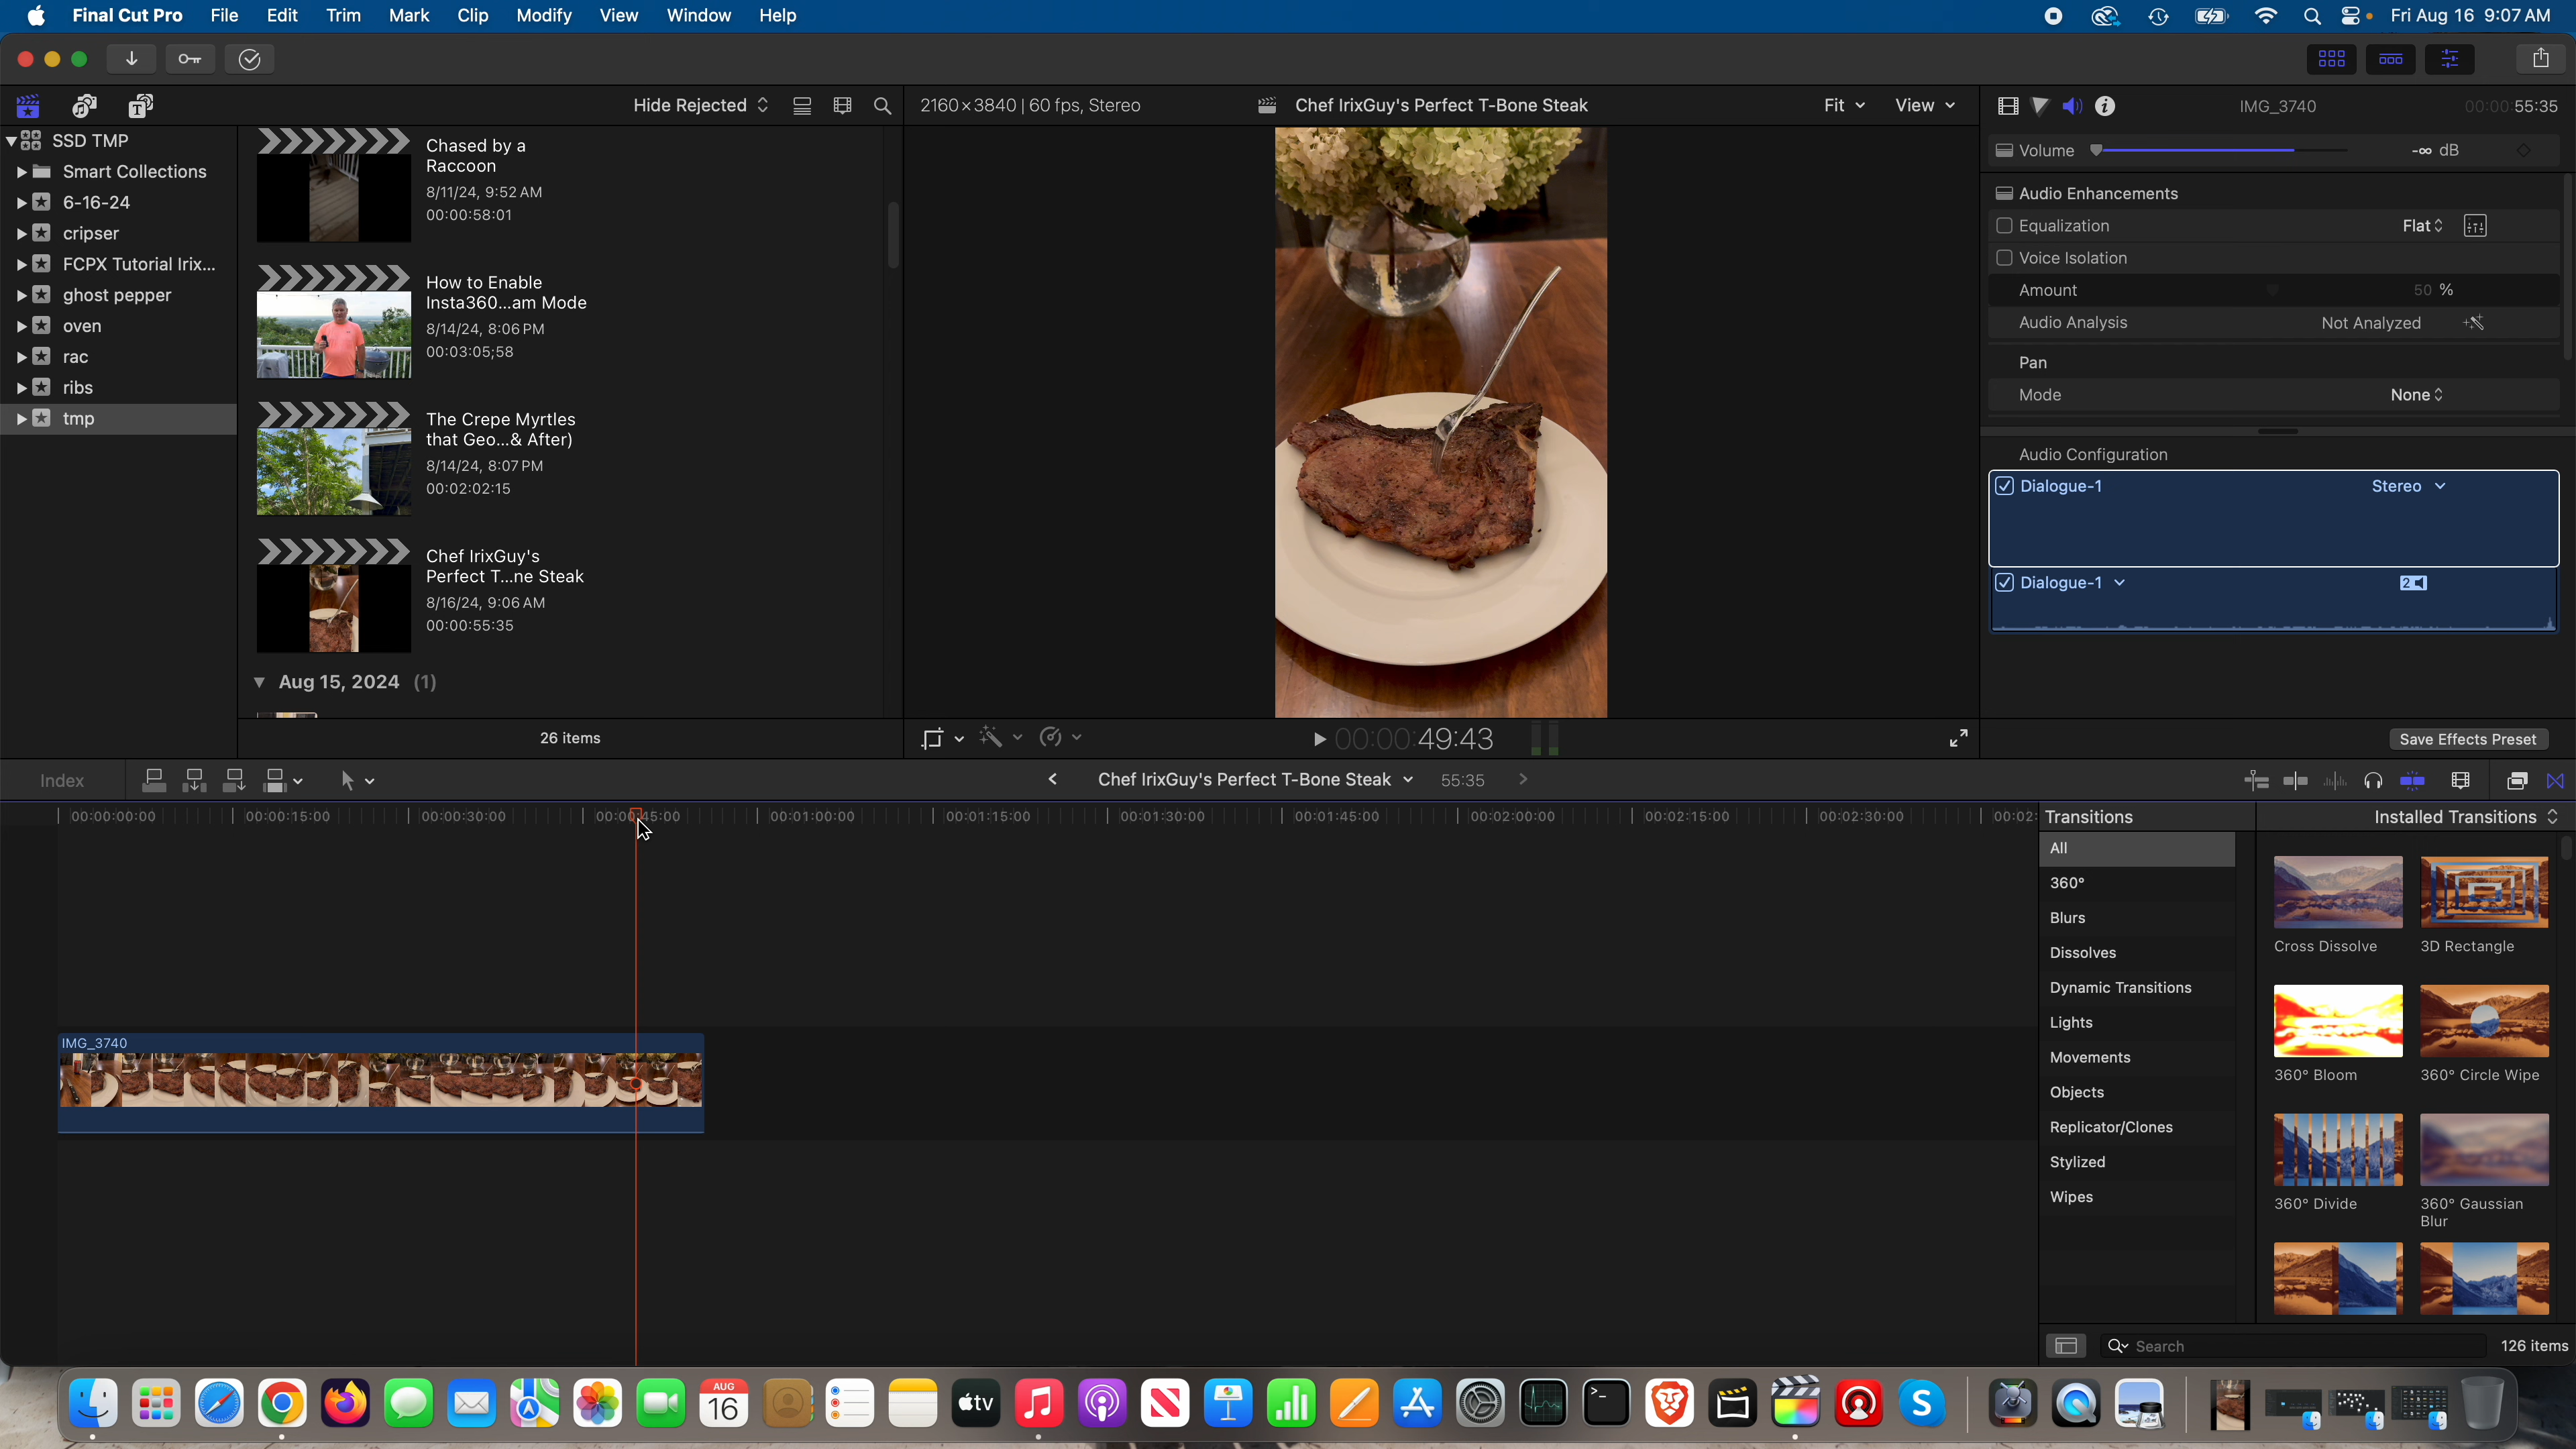 Final Cut Pro File Edit Trim Mark Clip Modify View Window Help
Fri Aug 16 9:07 AM
Hide Rejected
2160×3840 | 60 fps, Stereo
Chef IrixGuy's Perfect T-Bone Steak
Fit
View
IMG_3740
00:00:55:35
SSD TMP
Smart Collections
6-16-24
cripser
FCPX Tutorial Irix...
ghost pepper
oven
rac
ribs
tmp
Chased by a
Raccoon
8/11/24, 9:52 AM
00:00:58:01
How to Enable
Insta360...am Mode
8/14/24, 8:06 PM
00:03:05;58
The Crepe Myrtles
that Geo...& After)
8/14/24, 8:07 PM
00:02:02:15
Chef IrixGuy's
Perfect T...ne Steak
8/16/24, 9:06 AM
00:00:55:35
Aug 15, 2024 (1)
26 items
00:00:49:43
Volume
-∞ dB
Audio Enhancements
Equalization
Flat
Voice Isolation
Amount
50 %
Audio Analysis
Not Analyzed
Pan
Mode
None
Audio Configuration
Dialogue-1
Stereo
Dialogue-1
2
Save Effects Preset
Index
Chef IrixGuy's Perfect T-Bone Steak
55:35
00:00:00:00 00:00:15:00 00:00:30:00 00:00:45:00 00:01:00:00 00:01:15:00 00:01:30:00 00:01:45:00 00:02:00:00 00:02:15:00 00:02:30:00 00:02:
IMG_3740
Transitions
Installed Transitions
All
360°
Blurs
Dissolves
Dynamic Transitions
Lights
Movements
Objects
Replicator/Clones
Stylized
Wipes
Cross Dissolve
3D Rectangle
360° Bloom
360° Circle Wipe
360° Divide
360° Gaussian
Blur
Search
126 items
AUG
16
tv